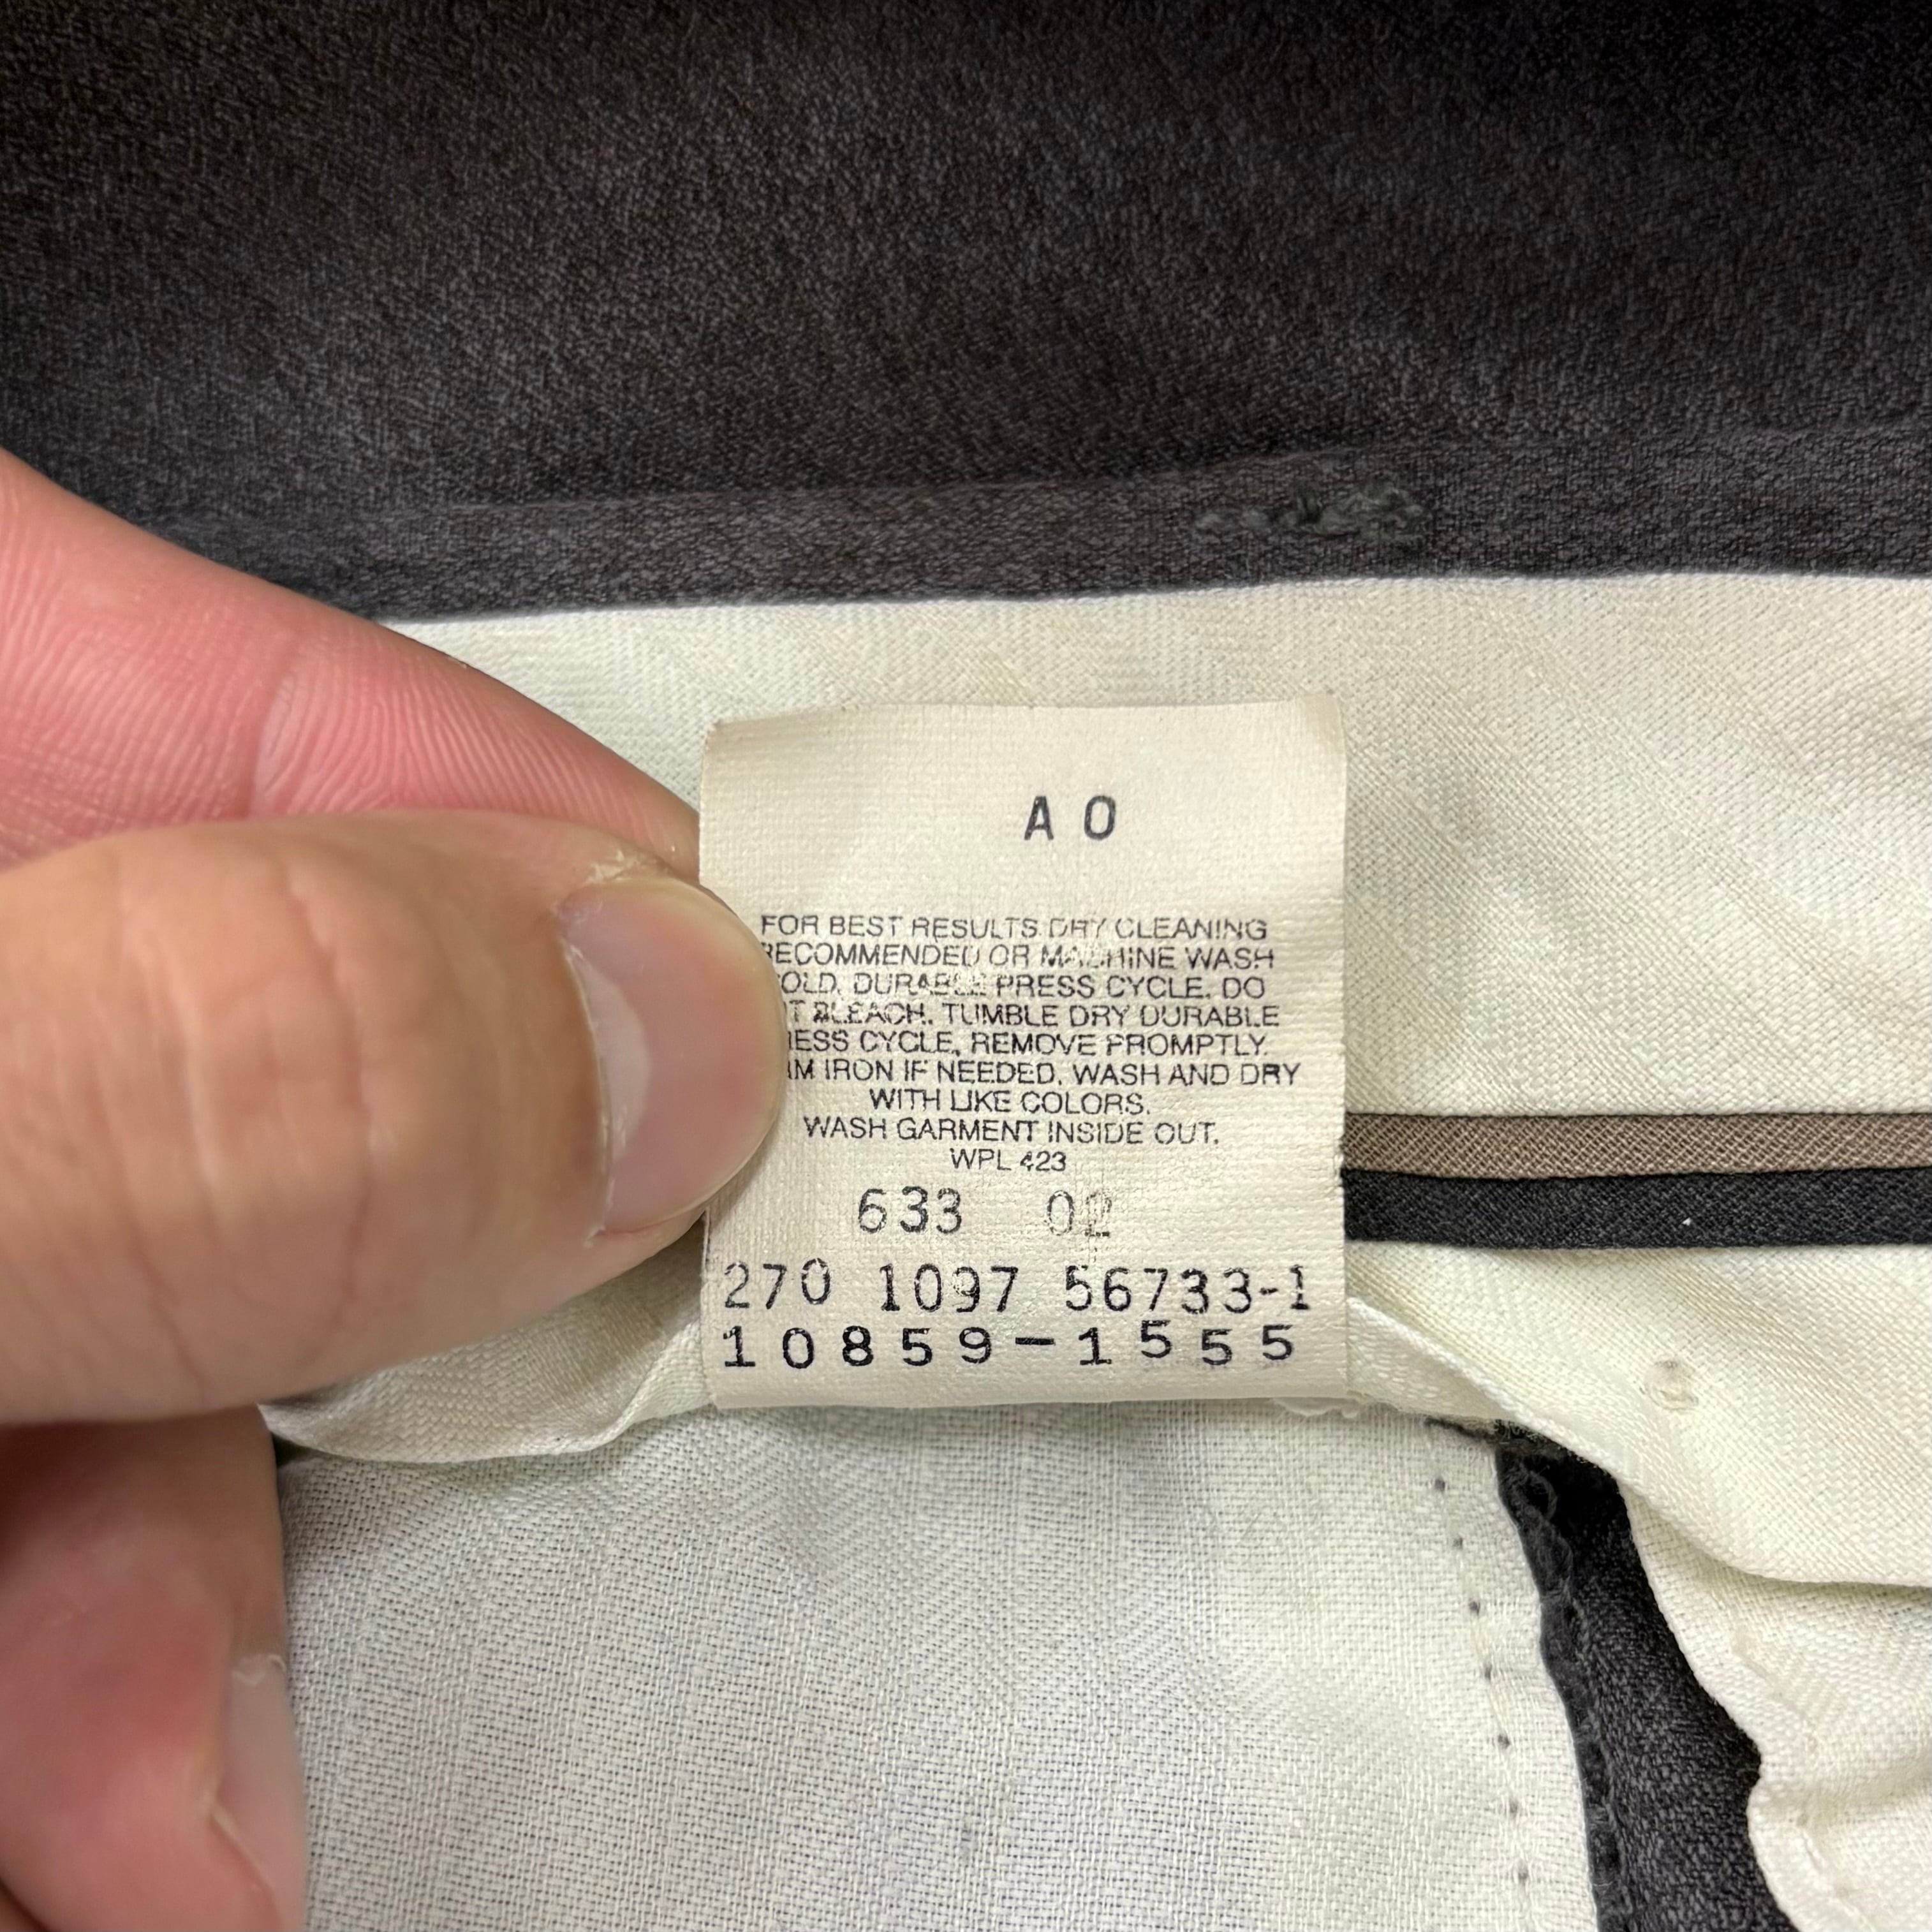 A O
FOR BEST RESULTS DRY CLEANING
RECOMMENDED OR MACHINE WASH
OLD, DURABLE PRESS CYCLE. DO
T BLEACH. TUMBLE DRY DURABLE
ESS CYCLE, REMOVE PROMPTLY.
M IRON IF NEEDED, WASH AND DRY
WITH LIKE COLORS.
WASH GARMENT INSIDE OUT.
WPL 423
633 02
270 1097 56733-1
10859-1555